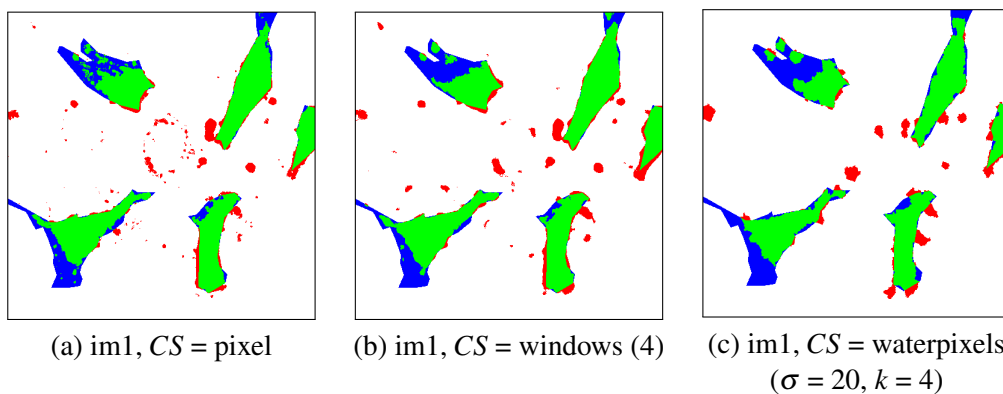 (a) im1, CS = pixel
(b) im1, CS = windows (4)
(c) im1, CS = waterpixels
(σ = 20, k = 4)